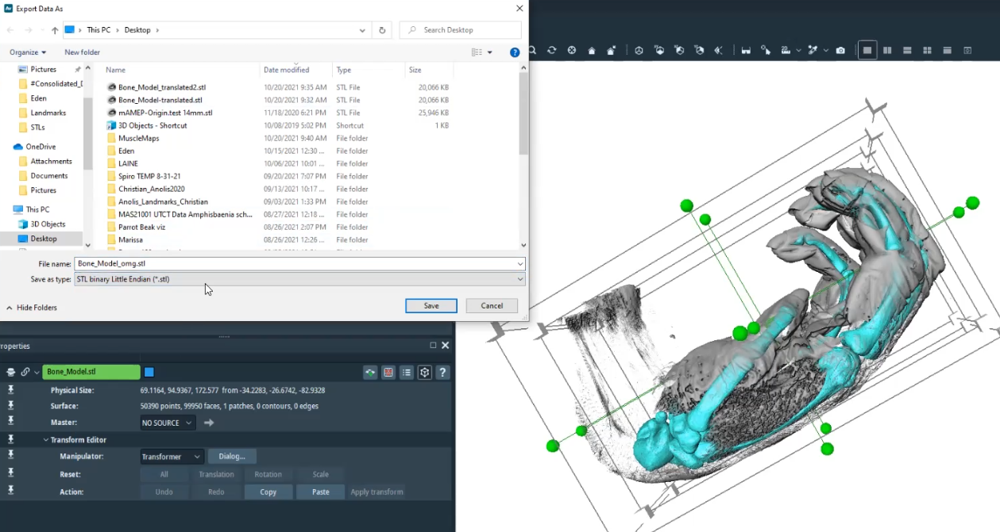 Export Data As
This PC > Desktop >
Search Desktop
Organize
New folder
Pictures
#Consolidated_D
Eden
Landmarks
STLs
OneDrive
Attachments
Documents
Pictures
This PC
3D Objects
Desktop
Name Date modified Type Size
Bone_Model_translated2.stl 10/20/2021 9:35 AM STL File 20,066 KB
Bone_Model-translated.stl 10/20/2021 9:32 AM STL File 20,066 KB
mAMEP-Origin.test 14mm.stl 11/18/2020 6:21 PM STL File 25,946 KB
3D Objects - Shortcut 10/08/2019 5:02 PM Shortcut 1 KB
MuscleMaps 10/20/2021 9:40 AM File folder
Eden 10/15/2021 12:30 ... File folder
LAINE 10/06/2021 10:01 ... File folder
Spiro TEMP 8-31-21 09/20/2021 7:07 PM File folder
Christian_Anolis2020 09/13/2021 10:17 ... File folder
Anolis_Landmarks_Christian 09/03/2021 1:33 PM File folder
MAS21001 UTCT Data Amphisbaenia sch... 08/27/2021 12:18 ... File folder
Parrot Beak viz 08/26/2021 2:07 PM File folder
Marissa 08/26/2021 12:26 ... File folder
File name: Bone_Model_omg.stl
Save as type: STL binary Little Endian (*.stl)
Hide Folders
Save
Cancel
roperties
Bone_Model.stl
?
Physical Size: 69.1164, 94.9367, 172.577 from -34.2283, -26.6742, -82.9328
Surface: 50390 points, 99950 faces, 1 patches, 0 contours, 0 edges
Master: NO SOURCE
Transform Editor
Manipulator: Transformer Dialog...
Reset: All Translation Rotation Scale
Action: Undo Redo Copy Paste Apply transform